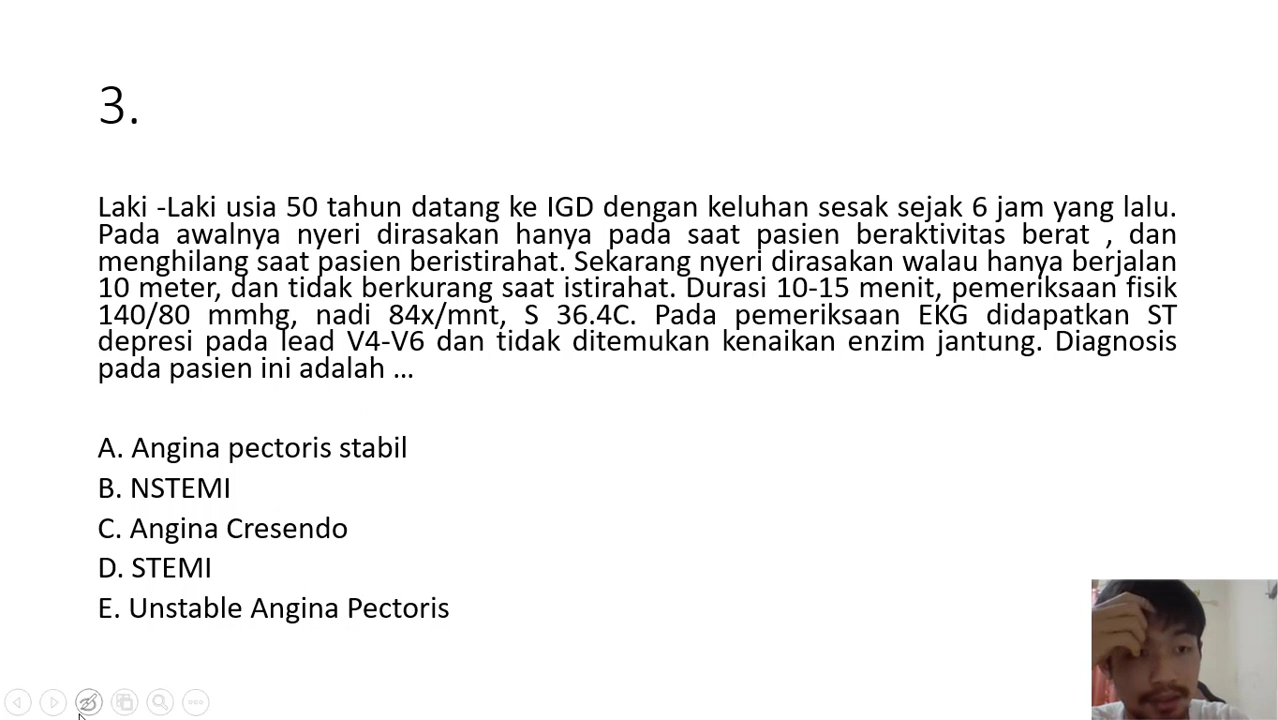 3.
Laki -Laki usia 50 tahun datang ke IGD dengan keluhan sesak sejak 6 jam yang lalu.
Pada awalnya nyeri dirasakan hanya pada saat pasien beraktivitas berat , dan
menghilang saat pasien beristirahat. Sekarang nyeri dirasakan walau hanya berjalan
10 meter, dan tidak berkurang saat istirahat. Durasi 10-15 menit, pemeriksaan fisik
140/80 mmhg, nadi 84x/mnt, S 36.4C. Pada pemeriksaan EKG didapatkan ST
depresi pada lead V4-V6 dan tidak ditemukan kenaikan enzim jantung. Diagnosis
pada pasien ini adalah ...
A. Angina pectoris stabil
B. NSTEMI
C. Angina Cresendo
D. STEMI
E. Unstable Angina Pectoris